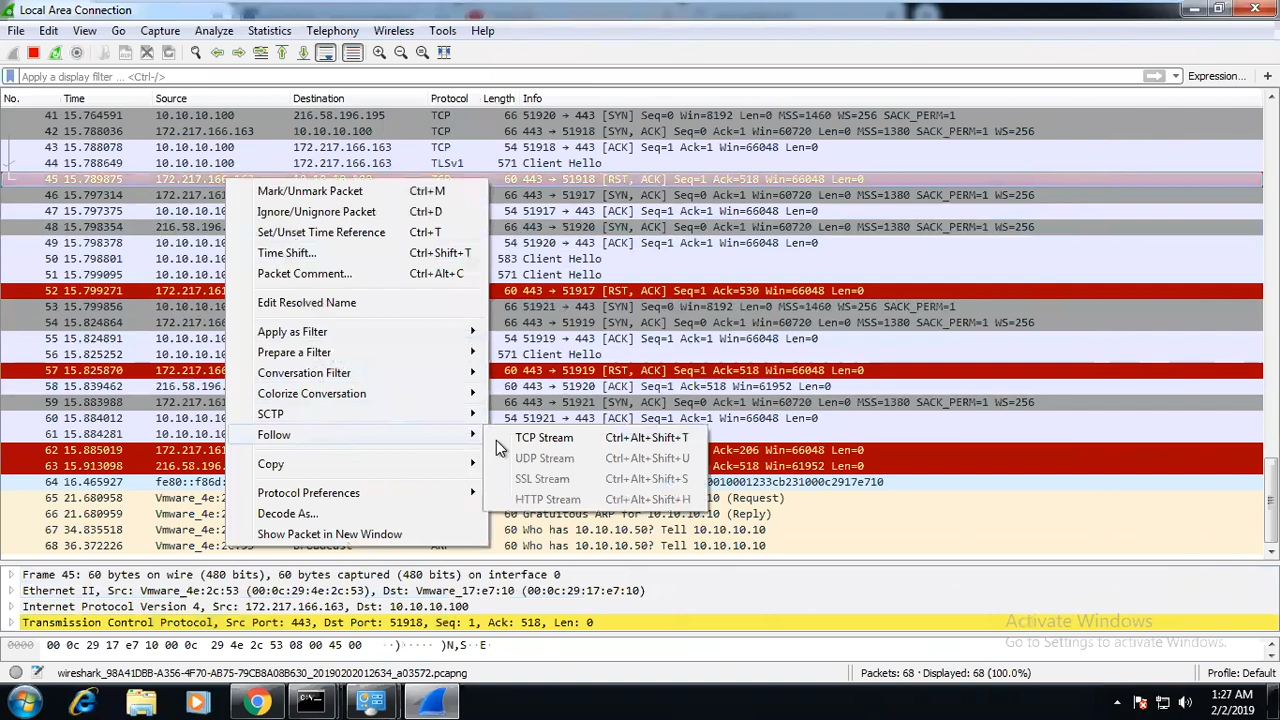 Local Area Connection
File Edit View Go Capture Analyze Statistics Telephony Wireless Tools Help
Apply a display filter ... <Ctrl-/> Expression... +
No. Time Source Destination Protocol Length Info
41 15.764591 10.10.10.100 216.58.196.195 TCP 66 51920 → 443 [SYN] Seq=0 Win=8192 Len=0 MSS=1460 WS=256 SACK_PERM=1
42 15.788036 172.217.166.163 10.10.10.100 TCP 66 443 → 51918 [SYN, ACK] Seq=0 Ack=1 Win=60720 Len=0 MSS=1380 SACK_PERM=1 WS=256
43 15.788078 10.10.10.100 172.217.166.163 TCP 54 51918 → 443 [ACK] Seq=1 Ack=1 Win=66048 Len=0
44 15.788649 10.10.10.100 172.217.166.163 TLSv1 571 Client Hello
45 15.789875 60 443 → 51918 [RST, ACK] Seq=1 Ack=518 Win=66048 Len=0
46 15.797314 66 443 → 51917 [SYN, ACK] Seq=0 Ack=1 Win=60720 Len=0 MSS=1380 SACK_PERM=1 WS=256
47 15.797375 54 51917 → 443 [ACK] Seq=1 Ack=1 Win=66048 Len=0
48 15.798354 66 443 → 51920 [SYN, ACK] Seq=0 Ack=1 Win=60720 Len=0 MSS=1380 SACK_PERM=1 WS=256
49 15.798378 54 51920 → 443 [ACK] Seq=1 Ack=1 Win=66048 Len=0
50 15.798801 583 Client Hello
51 15.799095 571 Client Hello
52 15.799271 60 443 → 51917 [RST, ACK] Seq=1 Ack=530 Win=66048 Len=0
53 15.799856 66 51921 → 443 [SYN] Seq=0 Win=8192 Len=0 MSS=1460 WS=256 SACK_PERM=1
54 15.824864 66 443 → 51919 [SYN, ACK] Seq=0 Ack=1 Win=60720 Len=0 MSS=1380 SACK_PERM=1 WS=256
55 15.824891 54 51919 → 443 [ACK] Seq=1 Ack=1 Win=66048 Len=0
56 15.825252 571 Client Hello
57 15.825870 60 443 → 51919 [RST, ACK] Seq=1 Ack=518 Win=66048 Len=0
58 15.839462 60 443 → 51920 [ACK] Seq=1 Ack=518 Win=61952 Len=0
59 15.883988 66 443 → 51921 [SYN, ACK] Seq=0 Ack=1 Win=60720 Len=0 MSS=1380 SACK_PERM=1 WS=256
60 15.884012 54 51921 → 443 [ACK] Seq=1 Ack=1 Win=66048 Len=0
61 15.884281
62 15.885019 Ack=206 Win=66048 Len=0
63 15.913098 Ack=518 Win=61952 Len=0
64 16.465927 0010001231000c2917e710
65 21.680958 (Request)
66 21.680998 60 Gratuitous ARP for 10.10.10.50 (Reply)
67 34.835518 60 Who has 10.10.10.50? Tell 10.10.10.10
68 36.372226 60 Who has 10.10.10.50? Tell 10.10.10.10
Mark/Unmark Packet Ctrl+M
Ignore/Unignore Packet Ctrl+D
Set/Unset Time Reference Ctrl+T
Time Shift... Ctrl+Shift+T
Packet Comment... Ctrl+Alt+C
Edit Resolved Name
Apply as Filter
Prepare a Filter
Conversation Filter
Colorize Conversation
SCTP
Follow
Copy
Protocol Preferences
Decode As...
Show Packet in New Window
TCP Stream Ctrl+Alt+Shift+T
UDP Stream Ctrl+Alt+Shift+U
SSL Stream Ctrl+Alt+Shift+S
HTTP Stream Ctrl+Alt+Shift+H
Frame 45: 60 bytes on wire (480 bits), 60 bytes captured (480 bits) on interface 0
Ethernet II, Src: Vmware_4e:2c:53 (00:0c:29:4e:2c:53), Dst: Vmware_17:e7:10 (00:0c:29:17:e7:10)
Internet Protocol Version 4, Src: 172.217.166.163, Dst: 10.10.10.100
Transmission Control Protocol, Src Port: 443, Dst Port: 51918, Seq: 1, Ack: 518, Len: 0
0000 00 0c 29 17 e7 10 00 0c 29 4e 2c 53 08 00 45 00 ··)····· )N,S··E·
Activate Windows
Go to Settings to activate Windows.
wireshark_98A41DBB-A356-4F70-AB75-79CB8A08B630_20190202012634_a03572.pcapng Packets: 68 · Displayed: 68 (100.0%) Profile: Default
1:27 AM
2/2/2019